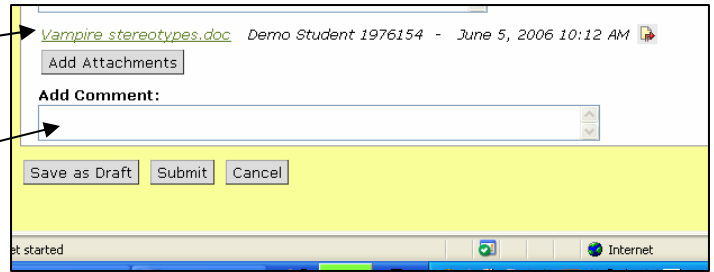 Vampire stereotypes.doc Demo Student 1976154 - June 5, 2006 10:12 AM
Add Attachments
Add Comment:
Save as Draft Submit Cancel
et started Internet